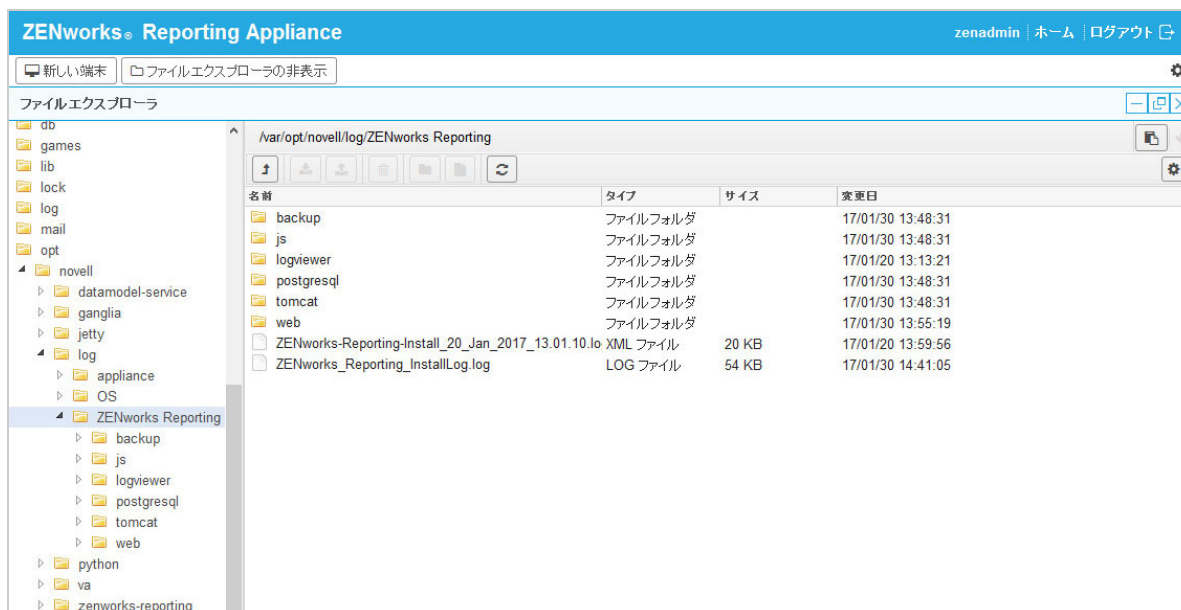 ZENworks® Reporting Appliance
zenadmin ホーム ログアウト
新しい端末 ファイルエクスプローラの非表示
ファイルエクスプローラ
db
games
lib
lock
log
mail
opt
novell
datamodel-service
ganglia
jetty
log
appliance
OS
ZENworks Reporting
backup
js
logviewer
postgresql
tomcat
web
python
va
zenworks-reporting
/var/opt/novell/log/ZENworks Reporting
名前 タイプ サイズ 変更日
backup ファイルフォルダ 17/01/30 13:48:31
js ファイルフォルダ 17/01/30 13:48:31
logviewer ファイルフォルダ 17/01/20 13:13:21
postgresql ファイルフォルダ 17/01/30 13:48:31
tomcat ファイルフォルダ 17/01/30 13:48:31
web ファイルフォルダ 17/01/30 13:55:19
ZENworks-Reporting-Install_20_Jan_2017_13.01.10.lo XML ファイル 20 KB 17/01/20 13:59:56
ZENworks_Reporting_InstallLog.log LOG ファイル 54 KB 17/01/30 14:41:05